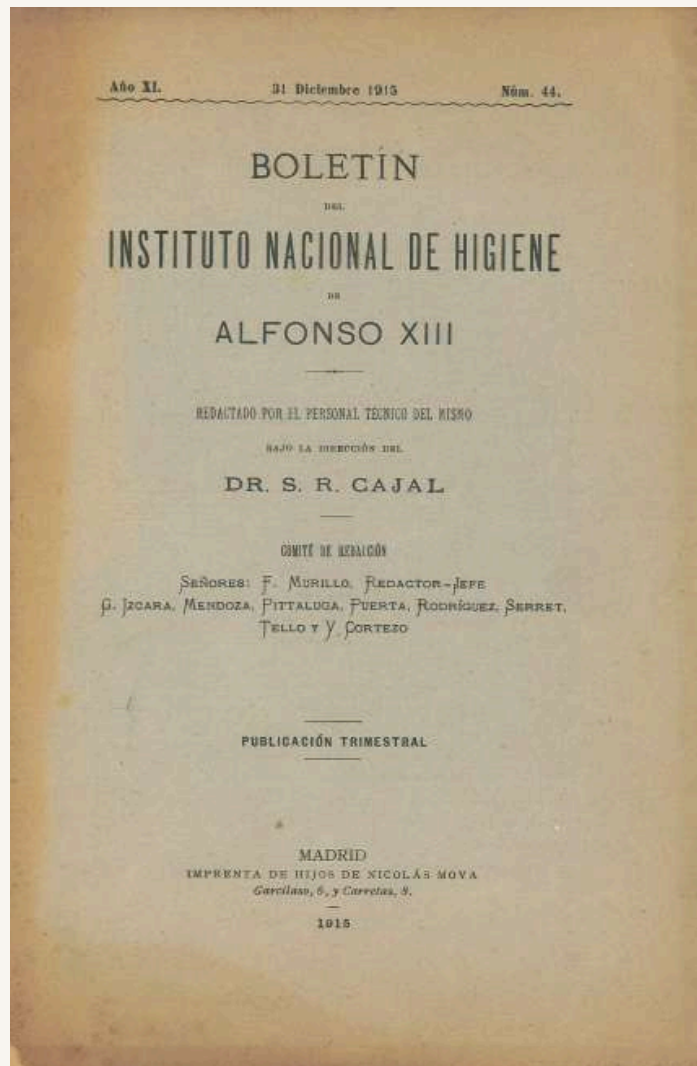 Año XI.
31 Diciembre 1915
Núm. 44.
BOLETÍN
DEL
INSTITUTO NACIONAL DE HIGIENE
DE
ALFONSO XIII
REDACTADO POR EL PERSONAL TÉCNICO DEL MISMO
BAJO LA DIRECCIÓN DEL
DR. S. R. CAJAL
COMITÉ DE REDACCIÓN
SEÑORES: F. MURILLO, REDACTOR-JEFE
G. IZCARA, MENDOZA, PITTALUGA, PUERTA, RODRÍGUEZ, SERRET,
TELLO Y V. CORTEZO
PUBLICACIÓN TRIMESTRAL
MADRID
IMPRENTA DE HIJOS DE NICOLÁS MOYA
Garcilaso, 6, y Carretas, 8.
1915